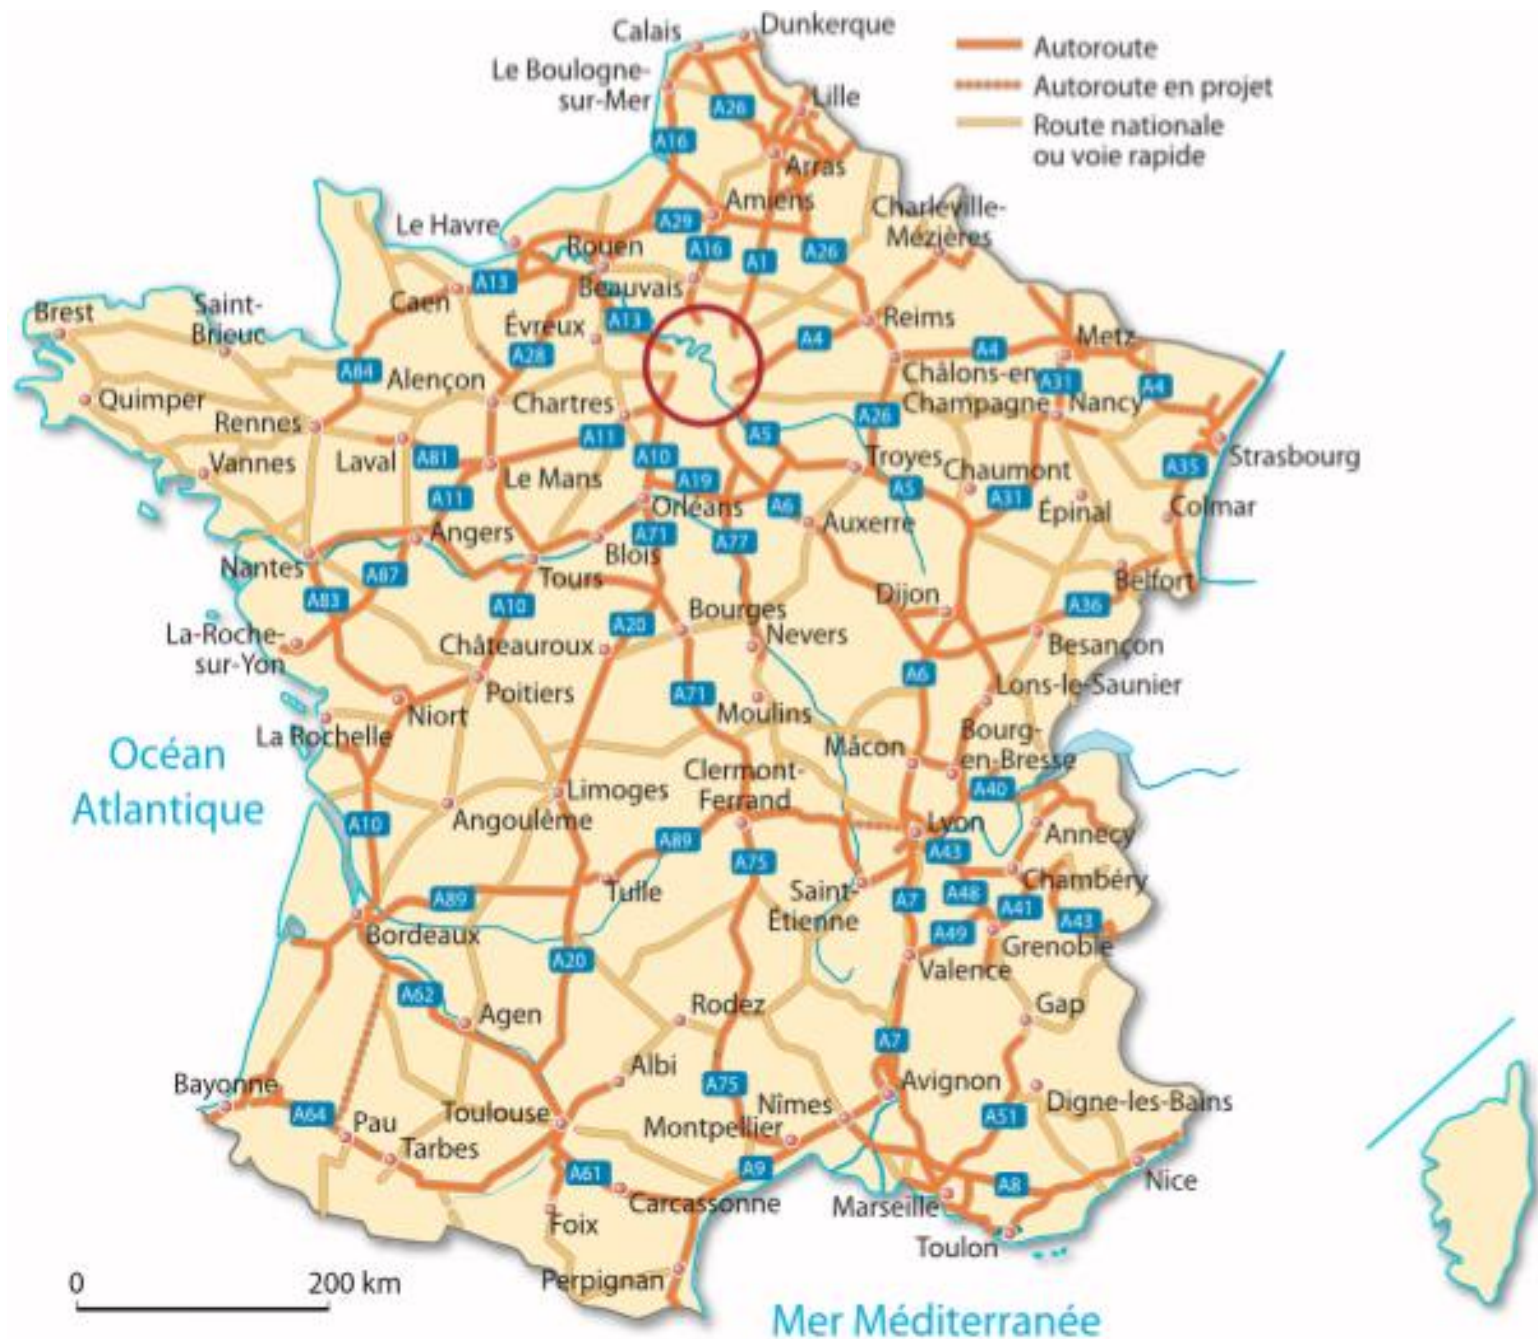 Calais
Dunkerque
Autoroute
Autoroute en projet
Route nationale
ou voie rapide
Le Boulogne-
sur-Mer
A26
Lille
A16
Arras
Amiens
Charleville-
Mézières
Le Havre
A29
Rouen
A16
A1
A26
A13
Beauvais
Caen
Brest
Saint-
Brieuc
Évreux
A13
Reims
Metz
A4
A4
A28
A84
Alençon
Châlons-en-
Champagne
A31
A4
Quimper
Chartres
A26
Nancy
Rennes
A11
A5
Strasbourg
Vannes
Laval
A81
Le Mans
A10
Troyes
Chaumont
A35
A11
A19
A5
A31
Épinal
Colmar
Orléans
A6
Auxerre
Angers
A71
A77
Nantes
Blois
A87
Tours
Belfort
A83
A10
Dijon
A36
La-Roche-
sur-Yon
A20
Bourges
Nevers
Besançon
Châteauroux
A6
Poitiers
A71
Moulins
Lons-le-Saunier
Niort
La Rochelle
Bourg-
en-Bresse
Mâcon
Océan
Atlantique
Clermont-
Ferrand
A40
Limoges
Angoulême
A10
A89
Lyon
Annecy
A43
A75
Tulle
Saint-
Étienne
Chambéry
A89
A7
A48
A41
A43
Bordeaux
A49
Grenoble
A20
Valence
A62
Agen
Rodez
Gap
A7
Albi
Bayonne
A75
Avignon
Nîmes
Digne-les-Bains
A64
Pau
Toulouse
Montpellier
A51
Tarbes
A61
A9
Nice
A8
Carcassonne
Marseille
Foix
Toulon
0
200 km
Perpignan
Mer Méditerranée